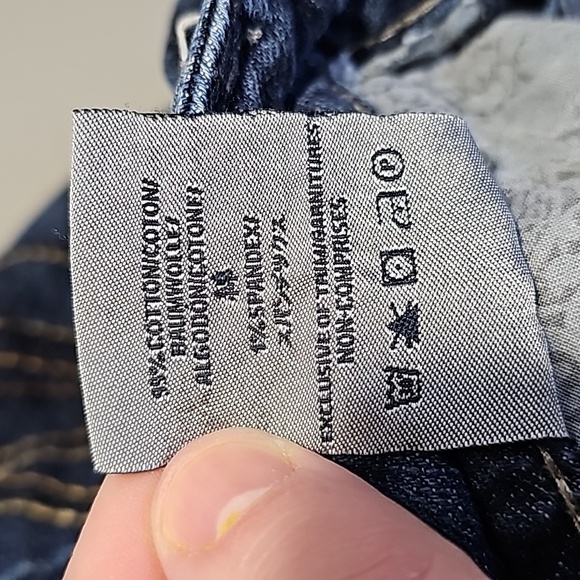 99% COTTON/COTON/
BAUMWOLLE/
ALGODON/COTONE/
綿
1% SPANDEX/
スパンデックス
EXCLUSIVE OF TRIM/GARNITURES
NON-COMPRISES
P